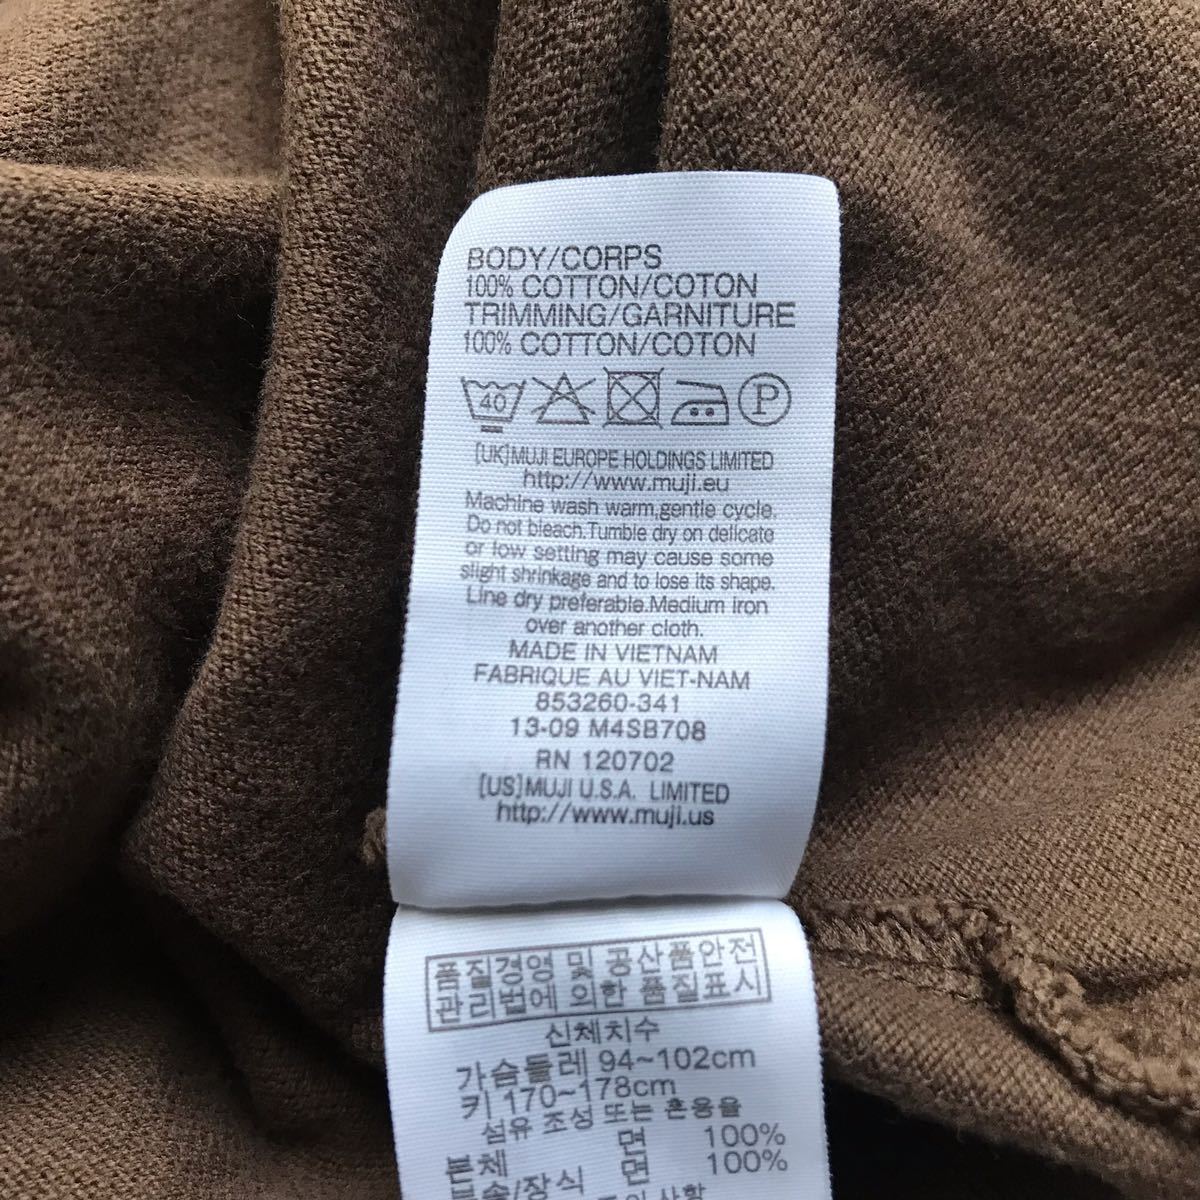 BODY/CORPS
100% COTTON/COTON
TRIMMING/GARNITURE
100% COTTON/COTON
40 P
[UK]MUJI EUROPE HOLDINGS LIMITED
http://www.muji.eu
Machine wash warm,gentle cycle.
Do not bleach.Tumble dry on delicate
or low setting may cause some
slight shrinkage and to lose its shape.
Line dry preferable.Medium iron
over another cloth.
MADE IN VIETNAM
FABRIQUE AU VIET-NAM
853260-341
13-09 M4SB708
RN 120702
[US]MUJI U.S.A. LIMITED
http://www.muji.us
품질경영 및 공산품안전
관리법에 의한 품질표시
신체치수
가슴둘레 94~102cm
키 170~178cm
섬유 조성 또는 혼용율
본체 면 100%
부속/장식 면 100%